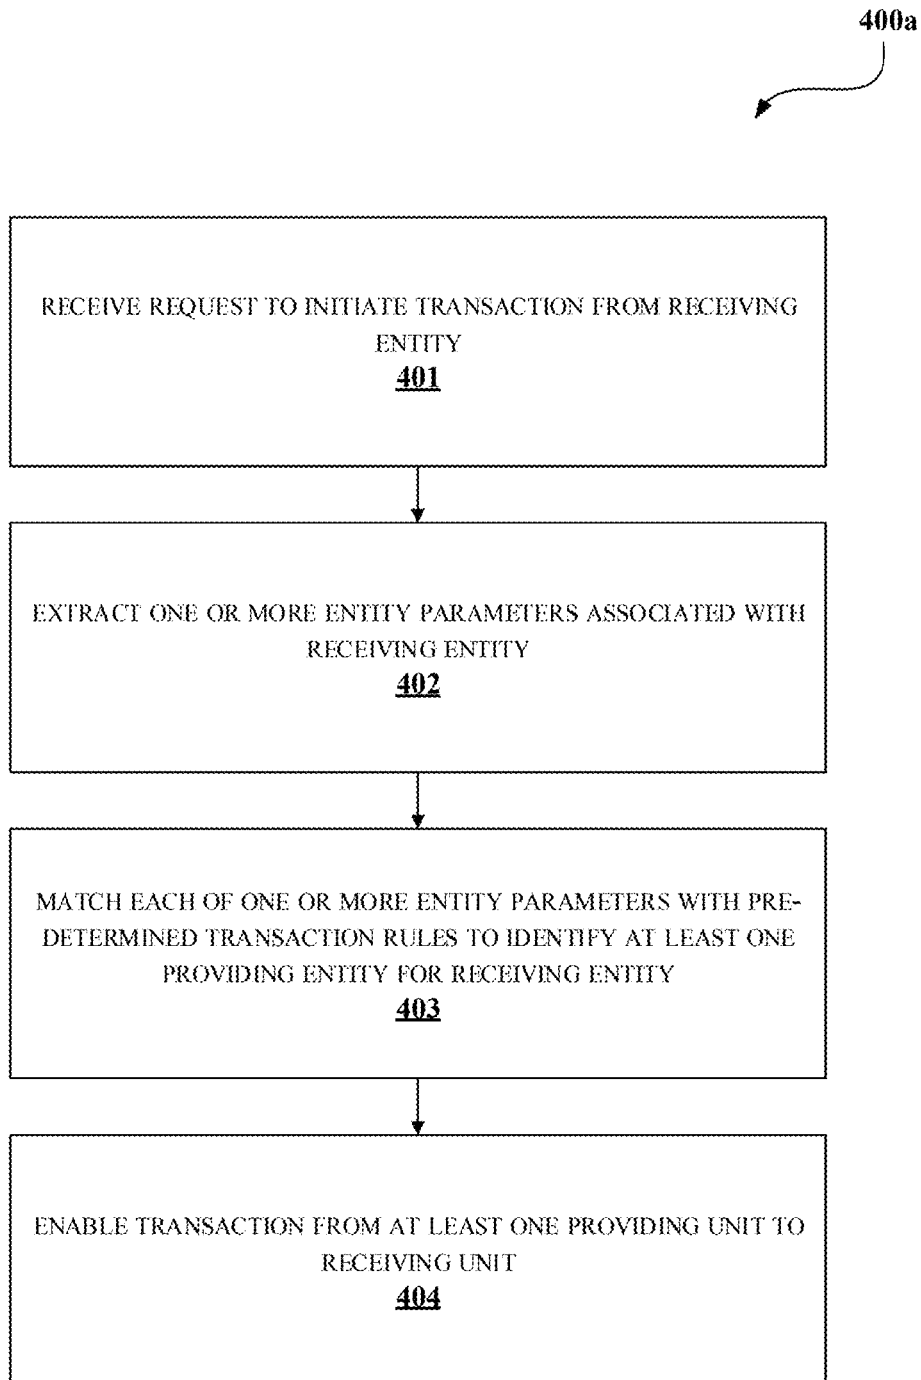 400a
RECEIVE REQUEST TO INITIATE TRANSACTION FROM RECEIVING
ENTITY
401
EXTRACT ONE OR MORE ENTITY PARAMETERS ASSOCIATED WITH
RECEIVING ENTITY
402
MATCH EACH OF ONE OR MORE ENTITY PARAMETERS WITH PRE-
DETERMINED TRANSACTION RULES TO IDENTIFY AT LEAST ONE
PROVIDING ENTITY FOR RECEIVING ENTITY
403
ENABLE TRANSACTION FROM AT LEAST ONE PROVIDING UNIT TO
RECEIVING UNIT
404